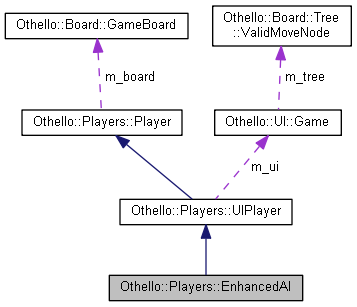 Othello::Board::GameBoard
Othello::Board::Tree
::ValidMoveNode
m_board
m_tree
Othello::Players::Player
Othello::UI::Game
m_ui
Othello::Players::UIPlayer
Othello::Players::EnhancedAI